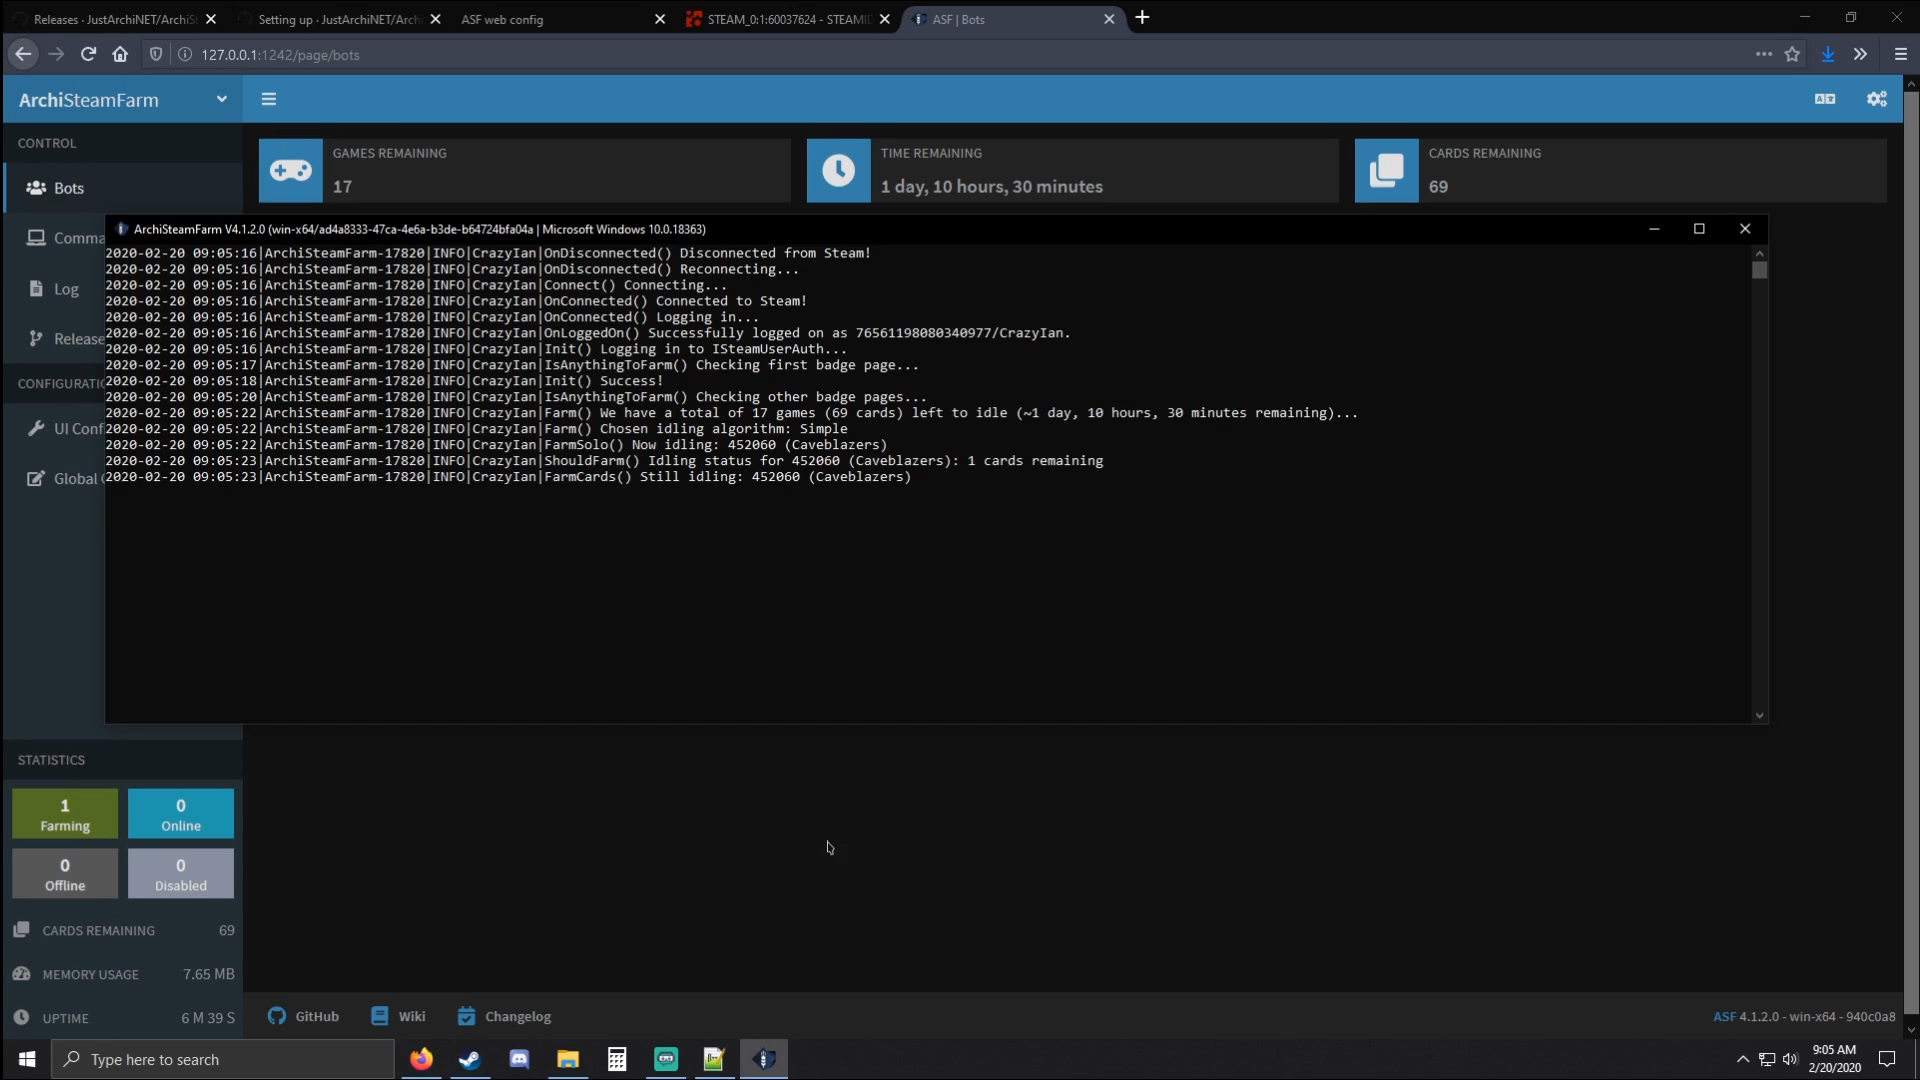 Releases · JustArchiNET/ArchiS
Setting up · JustArchiNET/Arch
ASF web config
STEAM_0:1:60037624 - STEAMI
ASF | Bots
127.0.0.1:1242/page/bots
ArchiSteamFarm
CONTROL
GAMES REMAINING
17
TIME REMAINING
1 day, 10 hours, 30 minutes
CARDS REMAINING
69
Bots
Comma
Log
Release
CONFIGURATIO
UI Conf
Global
ArchiSteamFarm V4.1.2.0 (win-x64/ad4a8333-47ca-4e6a-b3de-b64724bfa04a | Microsoft Windows 10.0.18363)
2020-02-20 09:05:16|ArchiSteamFarm-17820|INFO|CrazyIan|OnDisconnected() Disconnected from Steam!
2020-02-20 09:05:16|ArchiSteamFarm-17820|INFO|CrazyIan|OnDisconnected() Reconnecting...
2020-02-20 09:05:16|ArchiSteamFarm-17820|INFO|CrazyIan|Connect() Connecting...
2020-02-20 09:05:16|ArchiSteamFarm-17820|INFO|CrazyIan|OnConnected() Connected to Steam!
2020-02-20 09:05:16|ArchiSteamFarm-17820|INFO|CrazyIan|OnConnected() Logging in...
2020-02-20 09:05:16|ArchiSteamFarm-17820|INFO|CrazyIan|OnLoggedOn() Successfully logged on as 76561198080340977/CrazyIan.
2020-02-20 09:05:16|ArchiSteamFarm-17820|INFO|CrazyIan|Init() Logging in to ISteamUserAuth...
2020-02-20 09:05:17|ArchiSteamFarm-17820|INFO|CrazyIan|IsAnythingToFarm() Checking first badge page...
2020-02-20 09:05:18|ArchiSteamFarm-17820|INFO|CrazyIan|Init() Success!
2020-02-20 09:05:20|ArchiSteamFarm-17820|INFO|CrazyIan|IsAnythingToFarm() Checking other badge pages...
2020-02-20 09:05:22|ArchiSteamFarm-17820|INFO|CrazyIan|Farm() We have a total of 17 games (69 cards) left to idle (~1 day, 10 hours, 30 minutes remaining)...
2020-02-20 09:05:22|ArchiSteamFarm-17820|INFO|CrazyIan|Farm() Chosen idling algorithm: Simple
2020-02-20 09:05:22|ArchiSteamFarm-17820|INFO|CrazyIan|FarmSolo() Now idling: 452060 (Caveblazers)
2020-02-20 09:05:23|ArchiSteamFarm-17820|INFO|CrazyIan|ShouldFarm() Idling status for 452060 (Caveblazers): 1 cards remaining
2020-02-20 09:05:23|ArchiSteamFarm-17820|INFO|CrazyIan|FarmCards() Still idling: 452060 (Caveblazers)
STATISTICS
1
Farming
0
Online
0
Offline
0
Disabled
CARDS REMAINING 69
MEMORY USAGE 7.65 MB
UPTIME 6 M 39 S
GitHub
Wiki
Changelog
ASF 4.1.2.0 - win-x64 - 940c0a8
Type here to search
9:05 AM
2/20/2020